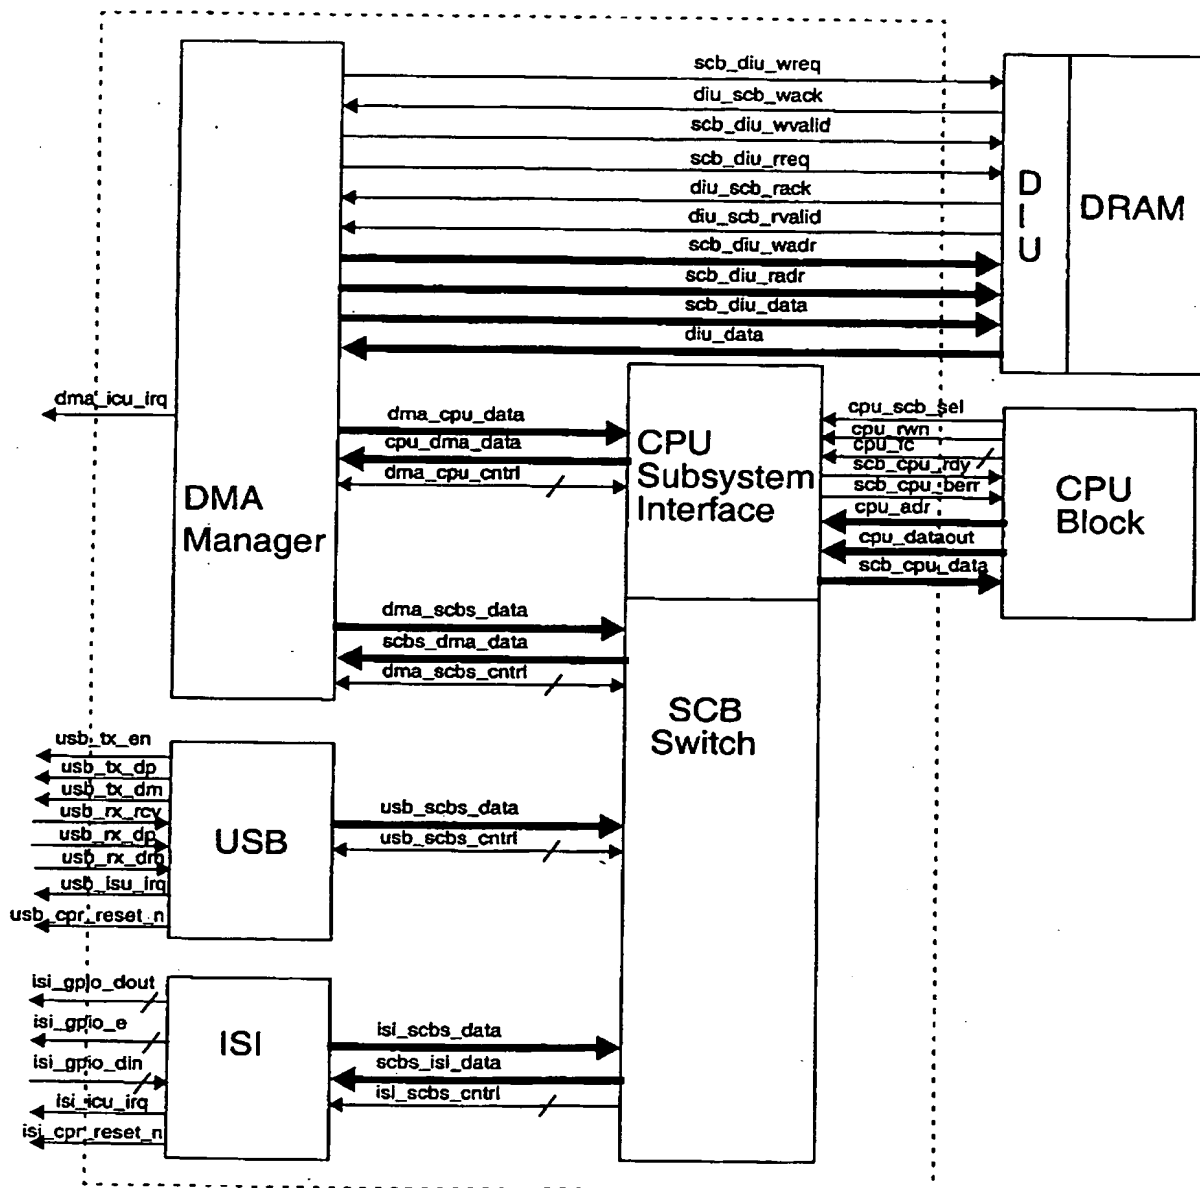 scb_diu_wreq
diu_scb_wack
scb_diu_wvalid
scb_diu_rreq
diu_scb_rack
diu_scb_rvalid
scb_diu_wadr
scb_diu_radr
scb_diu_data
diu_data
D
I
U
DRAM
dma_icu_irq
DMA
Manager
dma_cpu_data
cpu_dma_data
dma_cpu_cntrl
CPU
Subsystem
Interface
cpu_scb_sel
cpu_rwn
cpu_fc
scb_cpu_rdy
scb_cpu_berr
cpu_adr
cpu_dataout
scb_cpu_data
CPU
Block
dma_scbs_data
scbs_dma_data
dma_scbs_cntrl
SCB
Switch
usb_tx_en
usb_tx_dp
usb_tx_dm
usb_rx_rcv
usb_rx_dp
usb_rx_dm
usb_isu_irq
usb_cpr_reset_n
USB
usb_scbs_data
usb_scbs_cntrl
isi_gpio_dout
isi_gpio_e
isi_gpio_din
isi_icu_irq
isi_cpr_reset_n
ISI
isi_scbs_data
scbs_isi_data
isi_scbs_cntrl